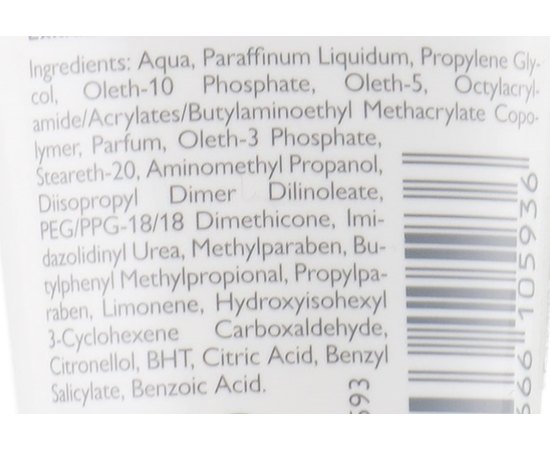 Ingredients: Aqua, Paraffinum Liquidum, Propylene Gly-
col, Oleth-10 Phosphate, Oleth-5, Octylacryl-
amide/Acrylates/Butylaminoethyl Methacrylate Copo-
lymer, Parfum, Oleth-3 Phosphate,
Steareth-20, Aminomethyl Propanol,
Diisopropyl Dimer Dilinoleate,
PEG/PPG-18/18 Dimethicone, Imi-
dazolidinyl Urea, Methylparaben, Bu-
tylphenyl Methylpropional, Propylpa-
raben, Limonene, Hydroxyisohexyl
3-Cyclohexene Carboxaldehyde,
Citronellol, BHT, Citric Acid, Benzyl
Salicylate, Benzoic Acid.
666 105936
593